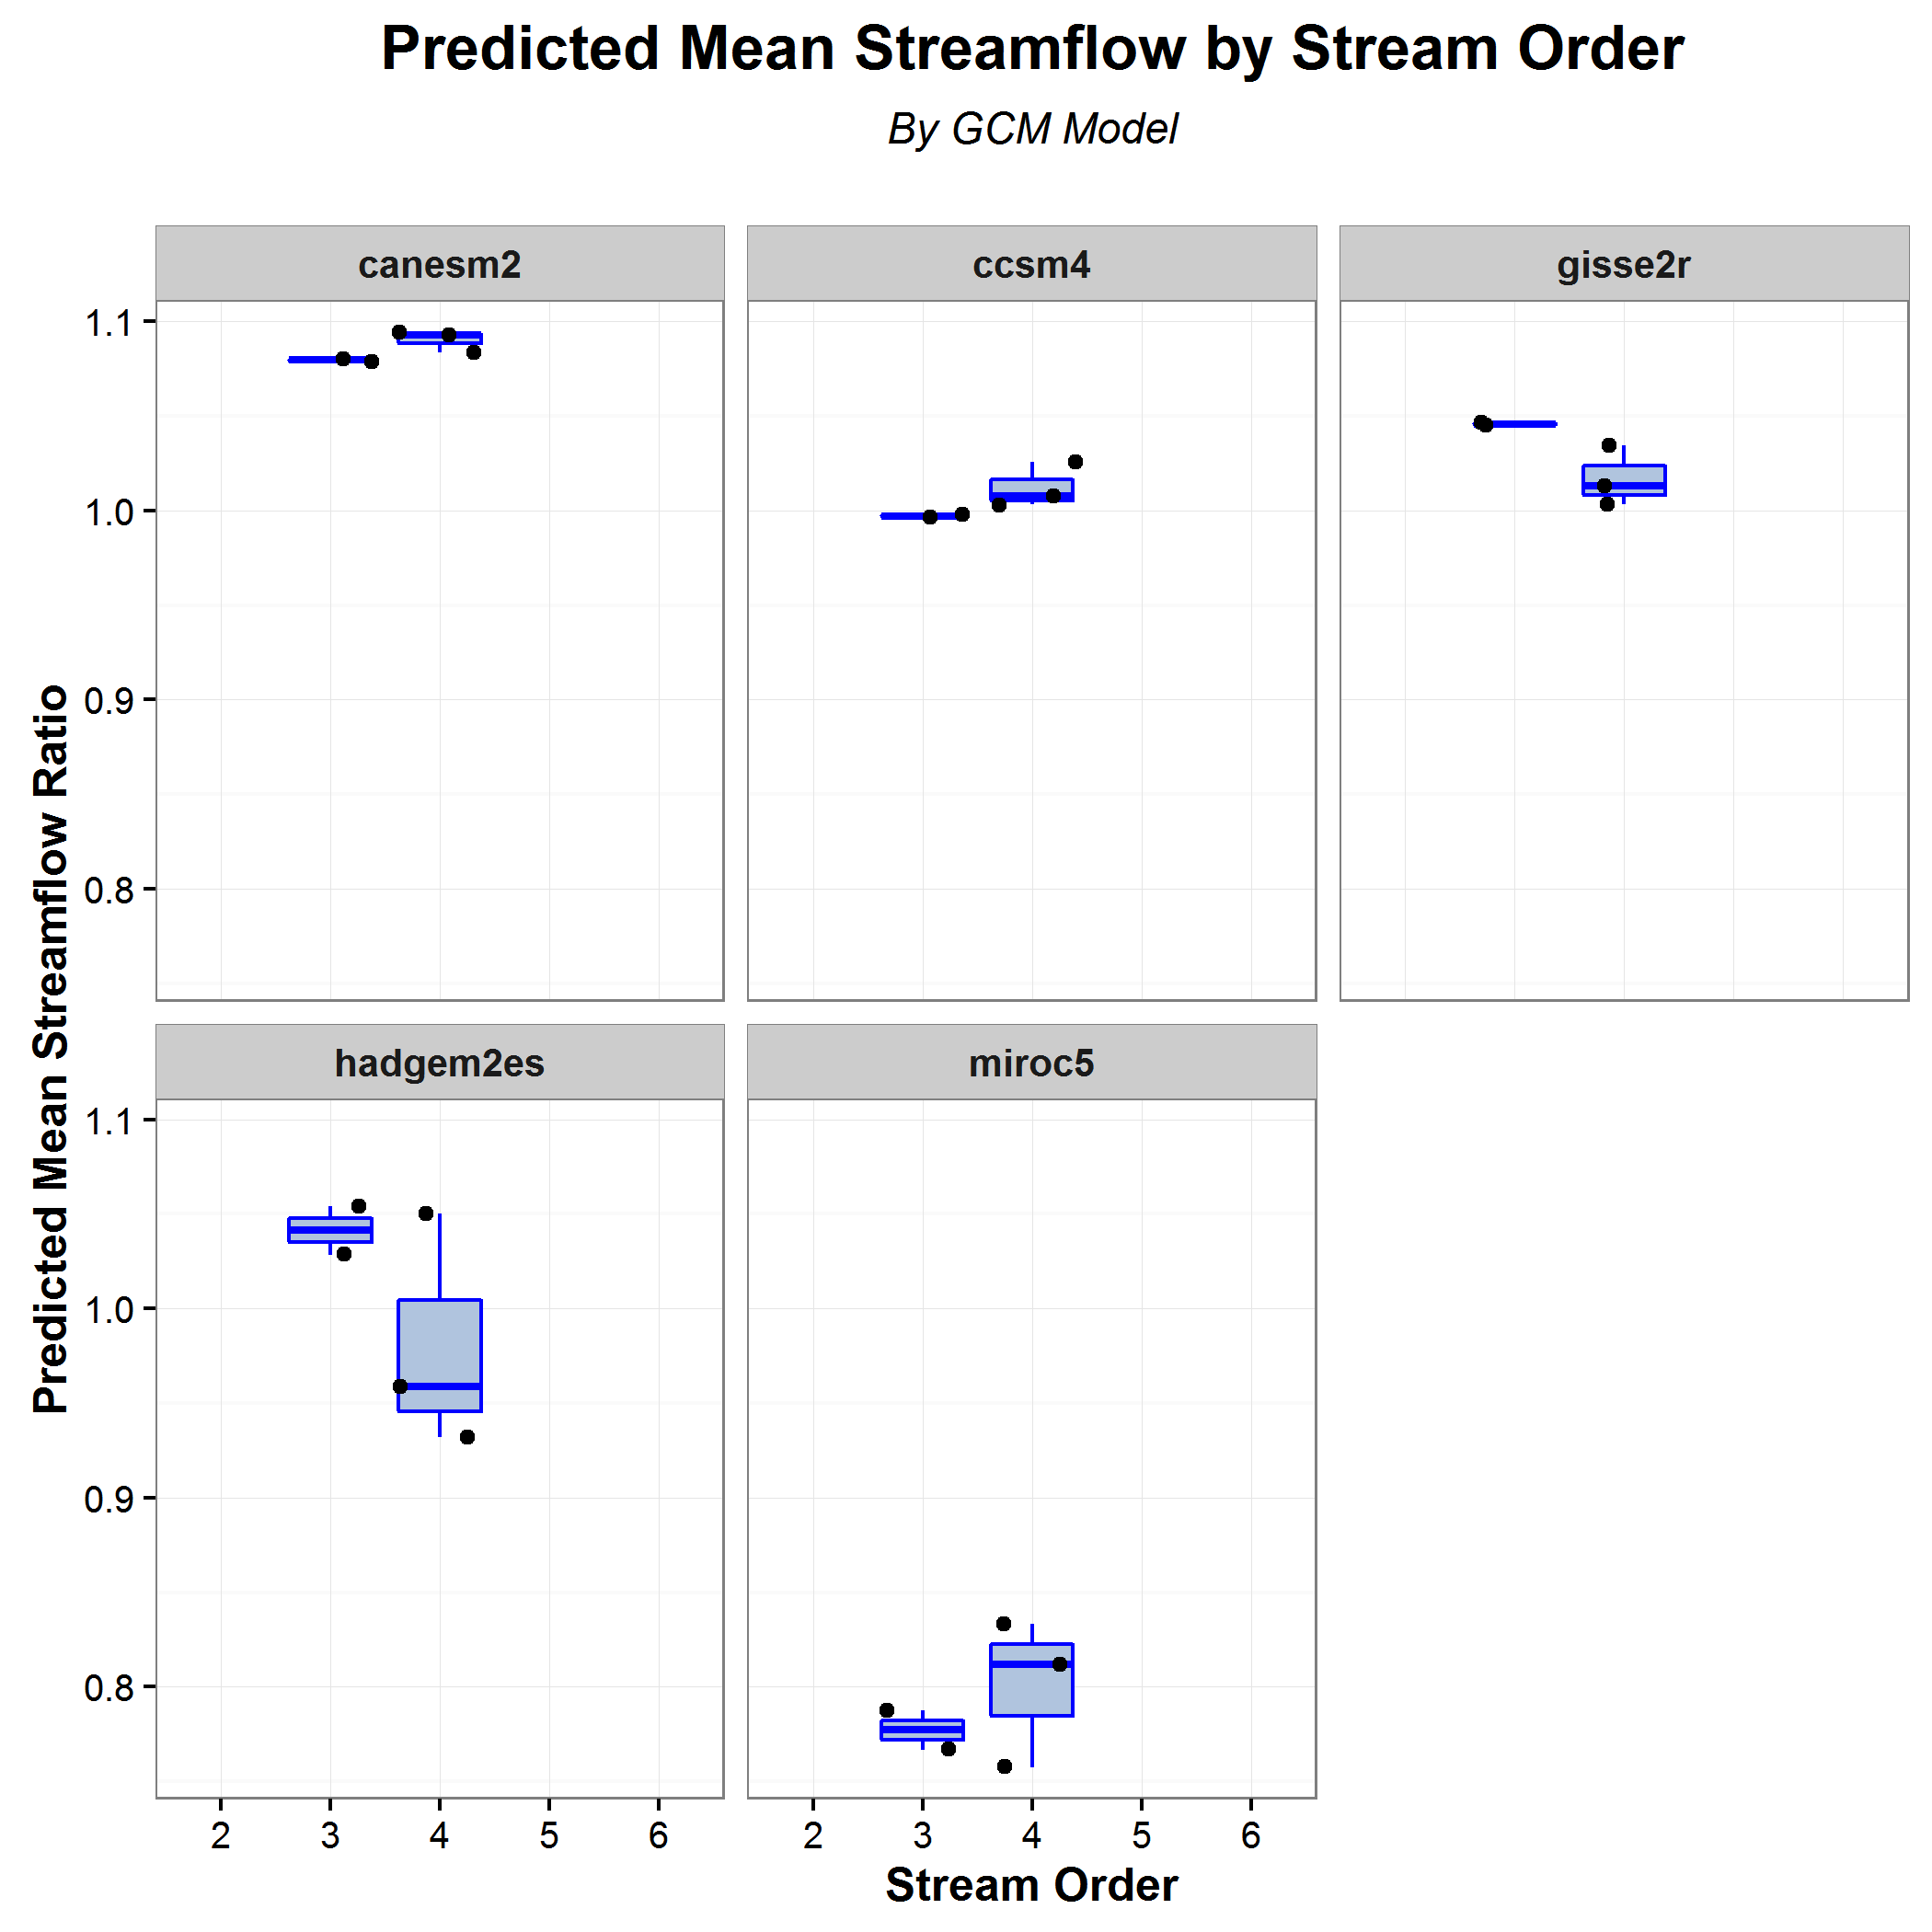 Predicted Mean Streamflow by Stream Order
By GCM Model
canesm2
ccsm4
gisse2r
1.1
1.0
0.9
0.8
hadgem2es
miroc5
1.1
1.0
0.9
0.8
2 3 4 5 6
2 3 4 5 6
Stream Order
Predicted Mean Streamflow Ratio